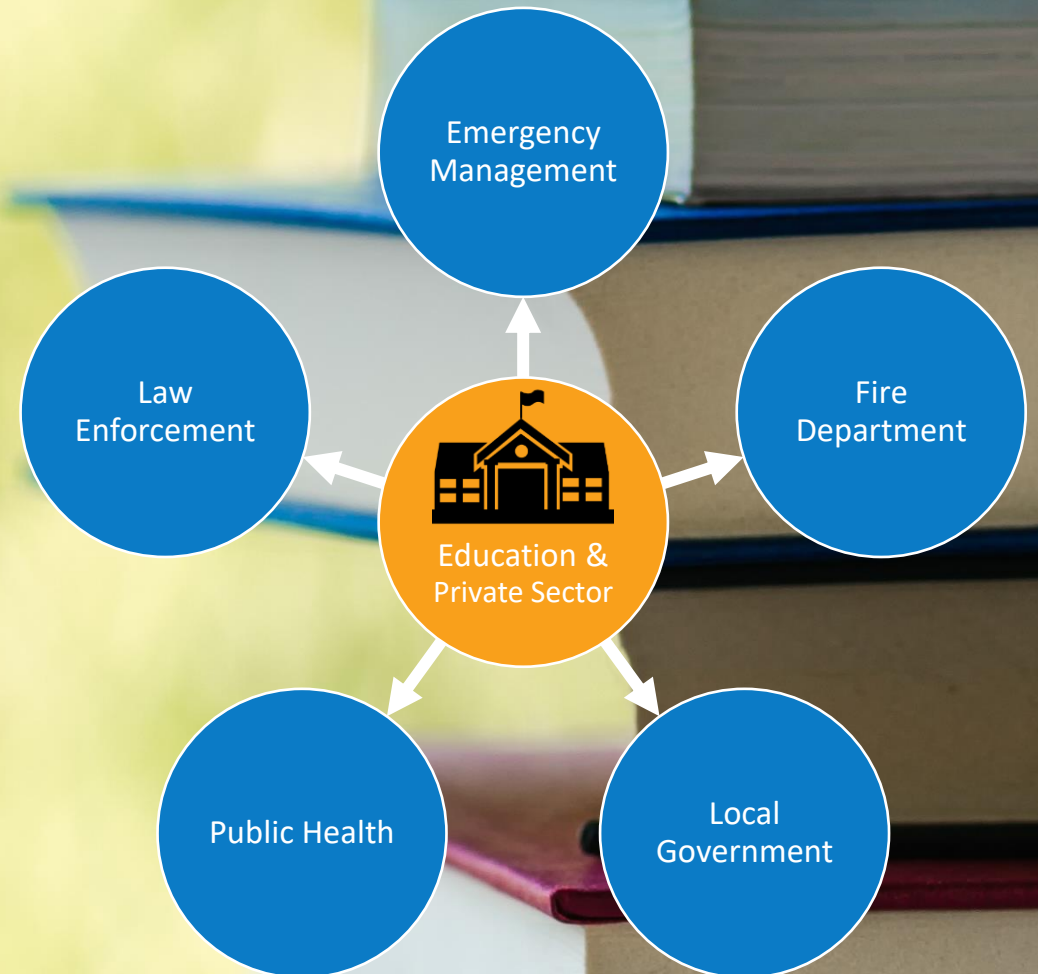 Emergency
Management
Law
Enforcement
Fire
Department
Education &
Private Sector
Public Health
Local
Government